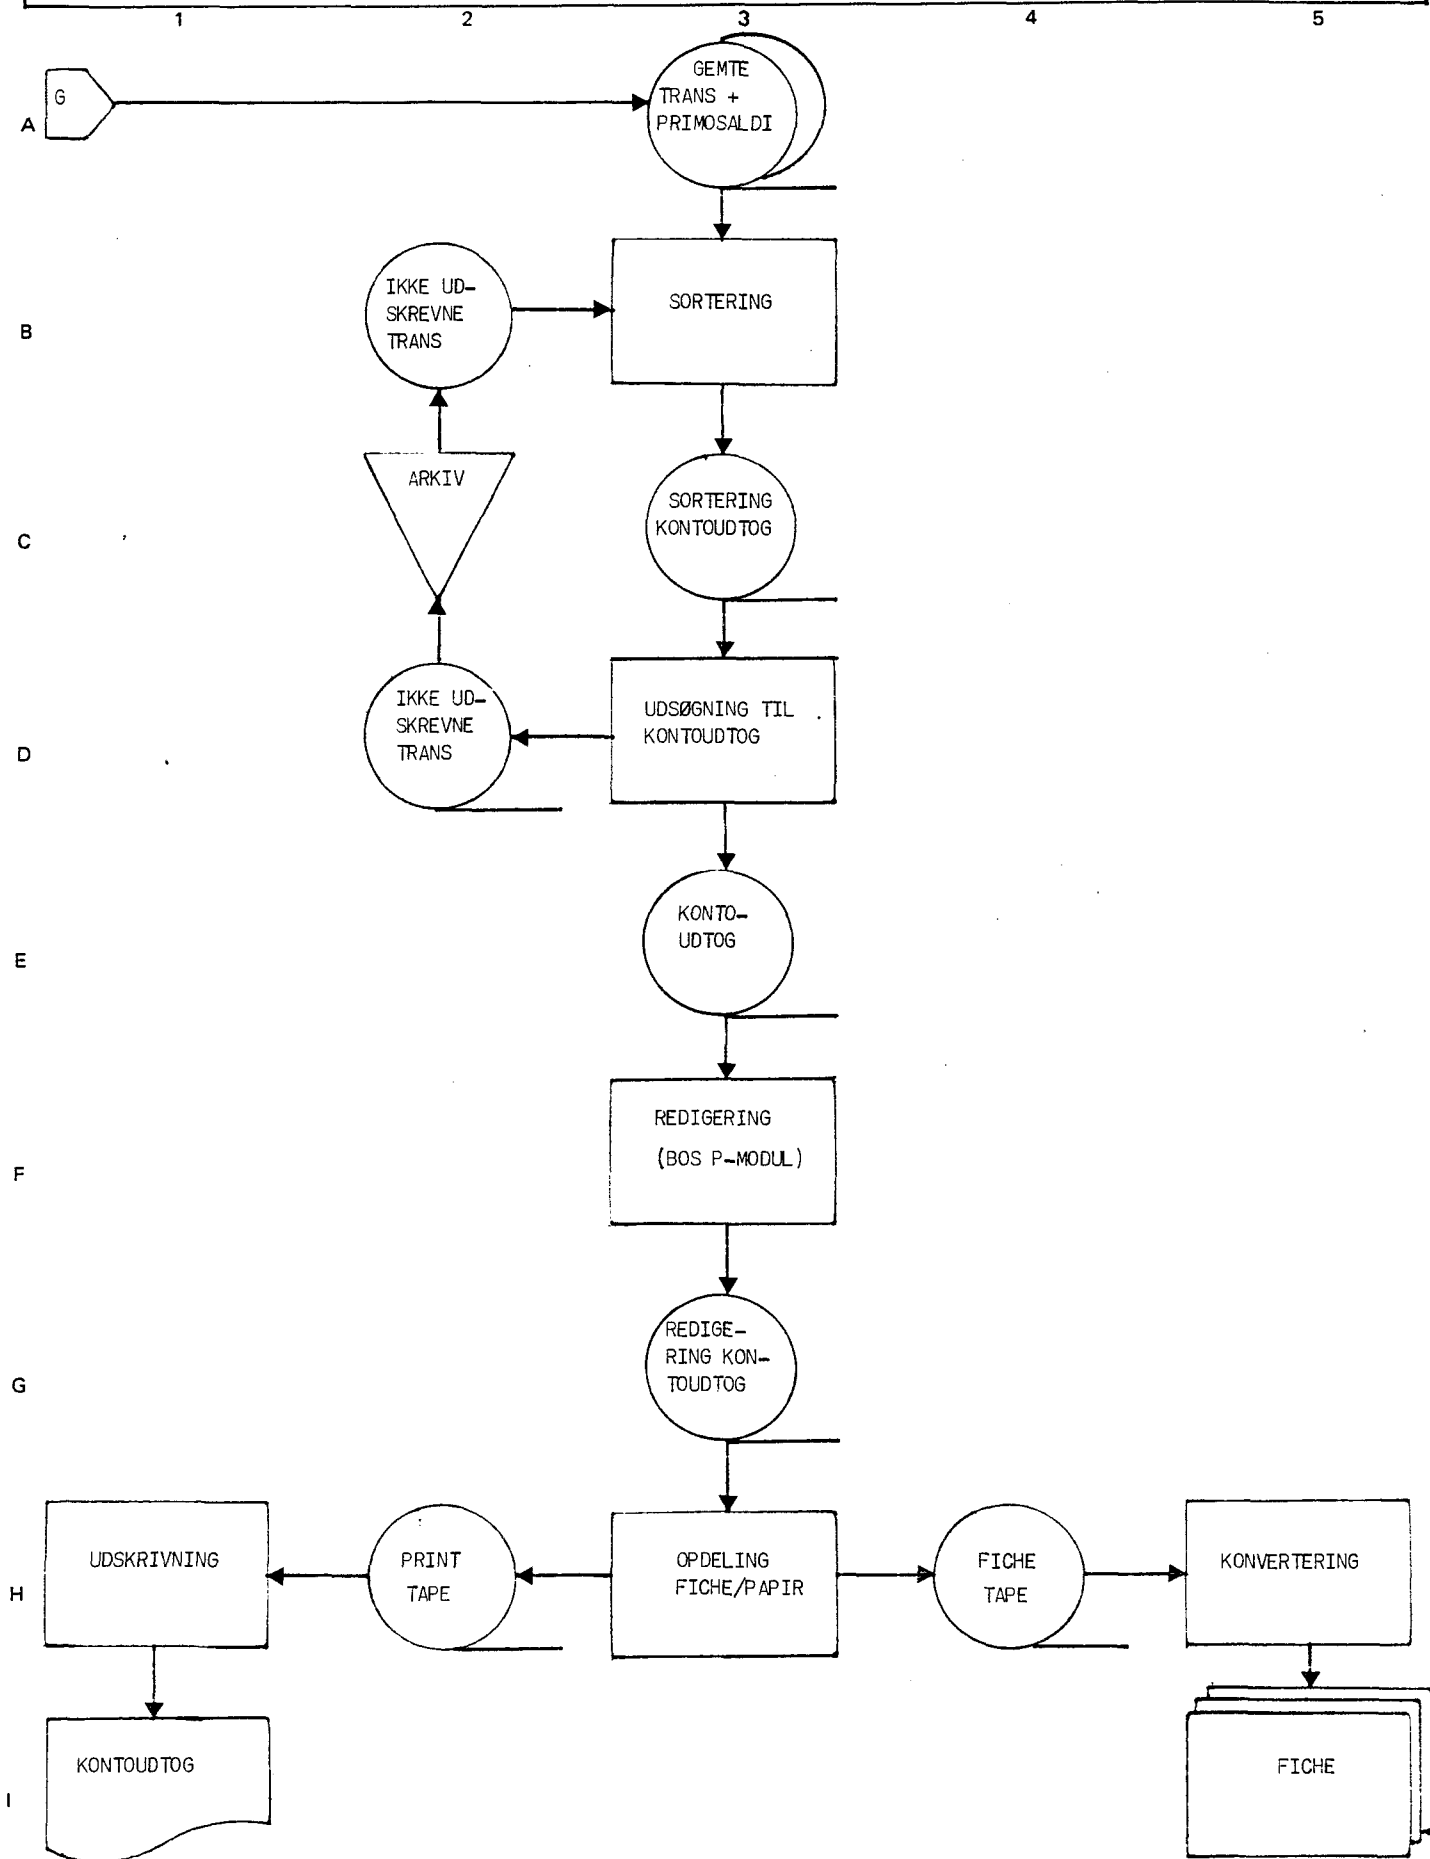 1 2 3 4 5
GEMTE
G
TRANS +
A
PRIMOSALDI
IKKE UD-
SKREVNE
TRANS
SORTERING
B
ARKIV
SORTERING
KONTOUDTOG
C
IKKE UD-
SKREVNE
TRANS
UDSØGNING TIL
KONTOUDTOG
D
KONTO-
UDTOG
E
REDIGERING
(BOS P-MODUL)
F
REDIGE-
RING KON-
TOUDTOG
G
UDSKRIVNING
PRINT
TAPE
OPDELING
FICHE/PAPIR
FICHE
TAPE
KONVERTERING
H
KONTOUDTOG
FICHE
I